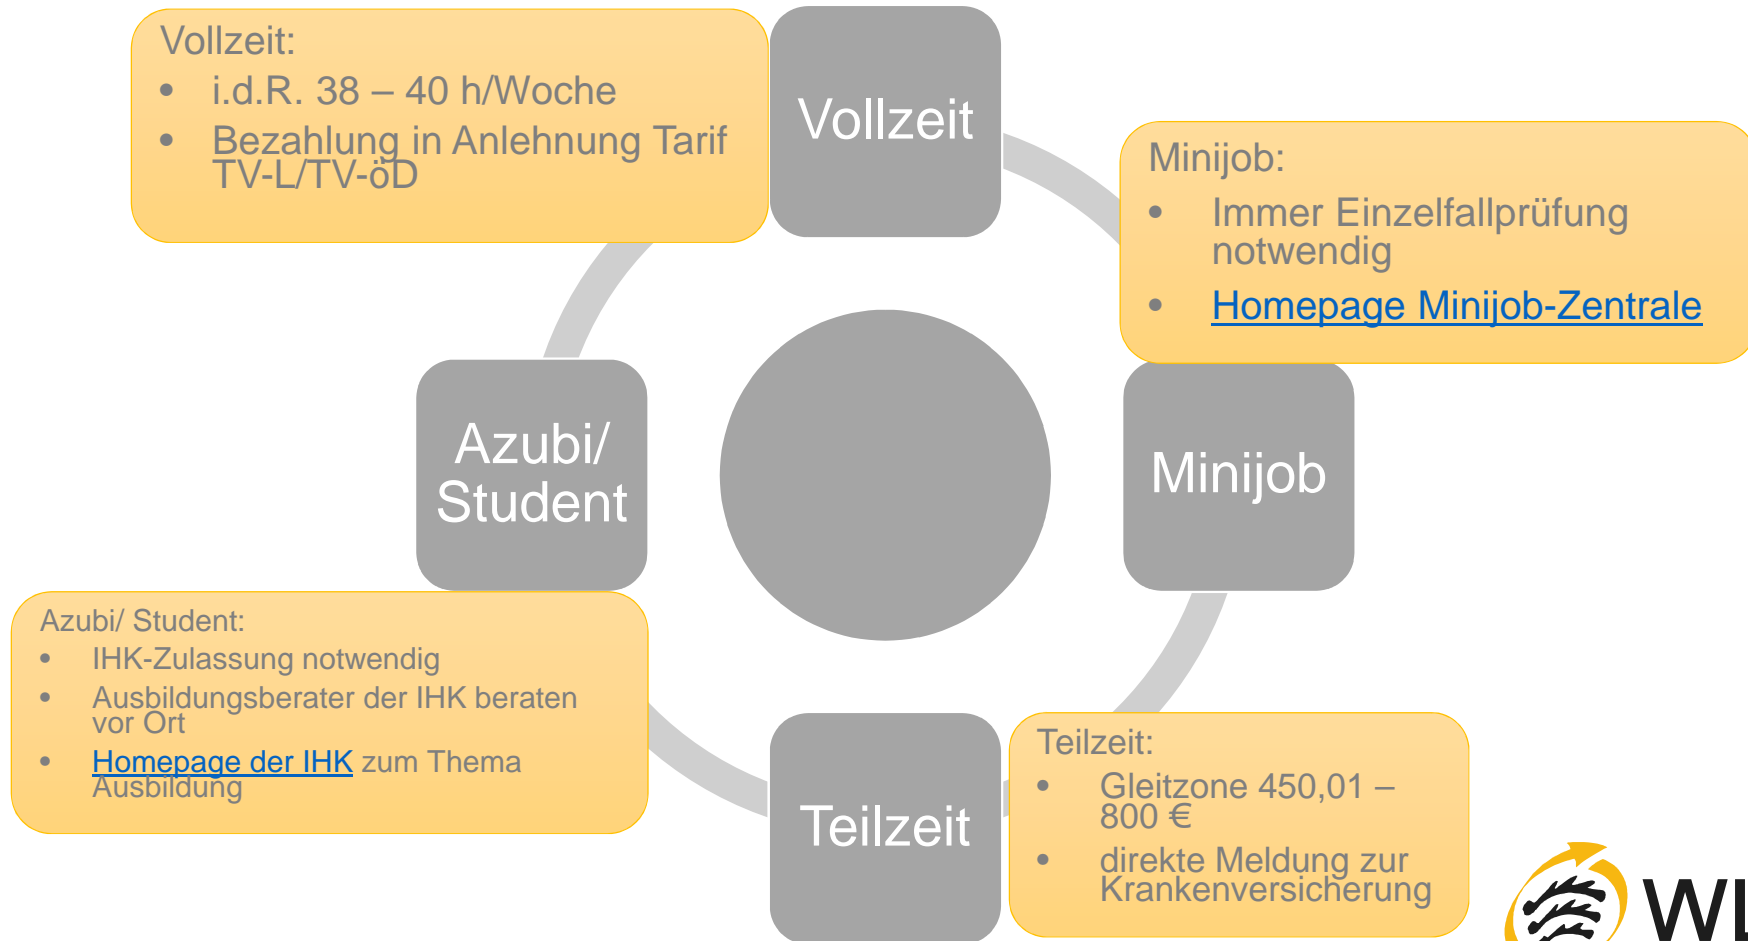 Vollzeit:
• i.d.R. 38 – 40 h/Woche
• Bezahlung in Anlehnung Tarif
TV-L/TV-öD
Vollzeit
Minijob:
• Immer Einzelfallprüfung
notwendig
• Homepage Minijob-Zentrale
Azubi/
Student
Minijob
Azubi/ Student:
• IHK-Zulassung notwendig
• Ausbildungsberater der IHK beraten
vor Ort
• Homepage der IHK zum Thema
Ausbildung
Teilzeit
Teilzeit:
• Gleitzone 450,01 –
800 €
• direkte Meldung zur
Krankenversicherung